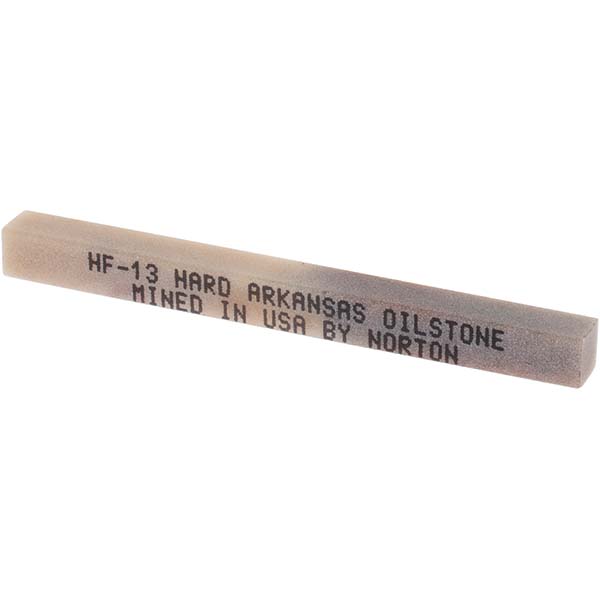 HF-13 HARD ARKANSAS OILSTONE
MINED IN USA BY NORTON